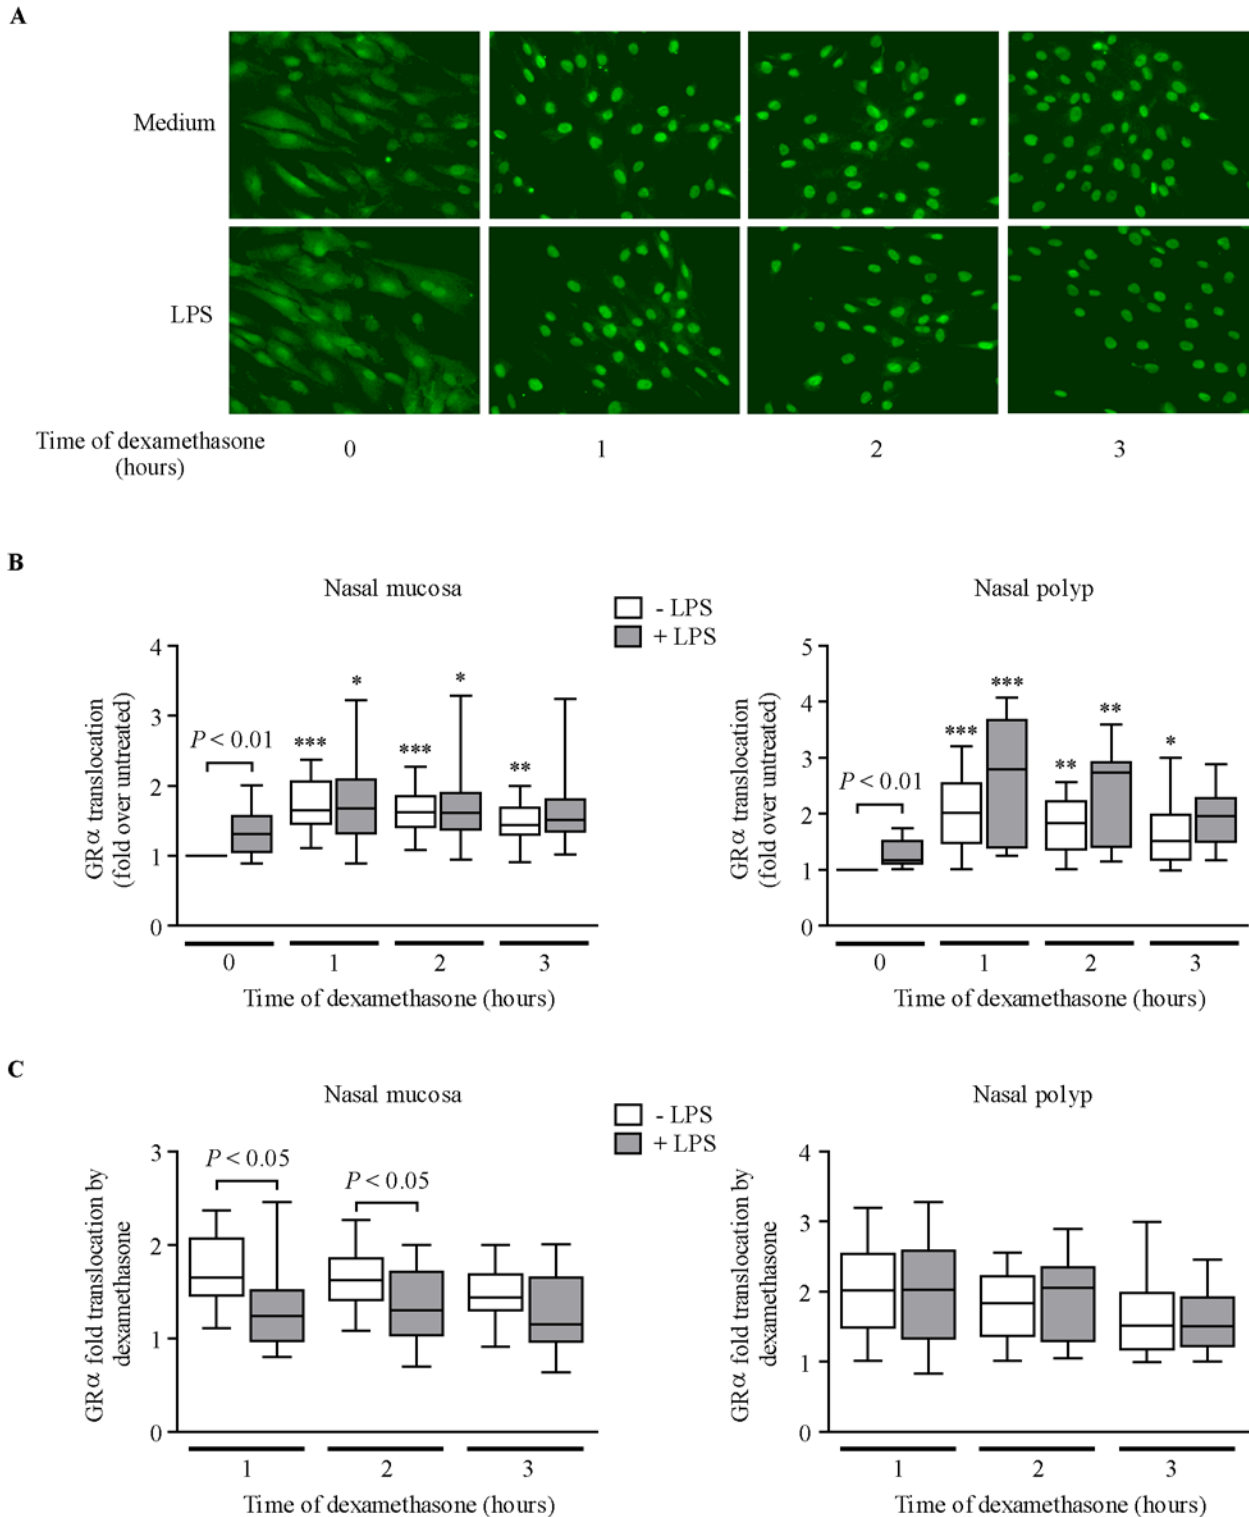 A
Medium
LPS
Time of dexamethasone
(hours)
0
1
2
3
B
Nasal mucosa
- LPS
+ LPS
GRα translocation
(fold over untreated)
4
3
2
1
0
P < 0.01
***
*
***
*
**
0
1
2
3
Time of dexamethasone (hours)
Nasal polyp
GRα translocation
(fold over untreated)
5
4
3
2
1
0
P < 0.01
***
***
**
**
*
0
1
2
3
Time of dexamethasone (hours)
C
Nasal mucosa
- LPS
+ LPS
GRα fold translocation by
dexamethasone
3
2
1
0
P < 0.05
P < 0.05
1
2
3
Time of dexamethasone (hours)
Nasal polyp
GRα fold translocation by
dexamethasone
4
3
2
1
0
1
2
3
Time of dexamethasone (hours)